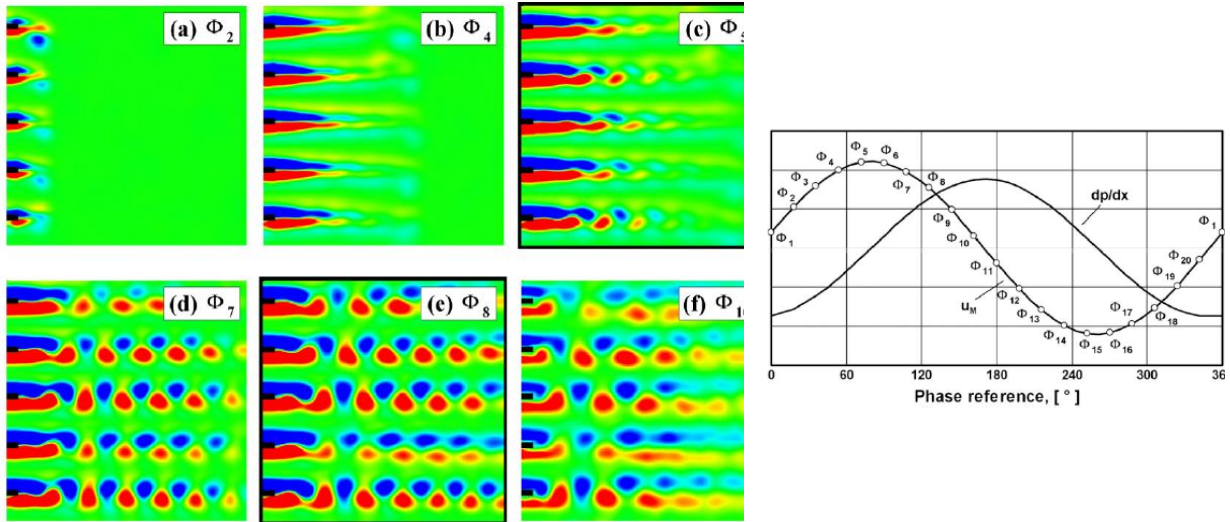 (a) Φ2
(b) Φ4
(c) Φ5
(d) Φ7
(e) Φ8
(f) Φ10
Φ1
Φ2
Φ3
Φ4
Φ5
Φ6
Φ7
Φ8
Φ9
Φ10
Φ11
Φ12
Φ13
Φ14
Φ15
Φ16
Φ17
Φ18
Φ19
Φ20
Φ1
dp/dx
uM
0 60 120 180 240 300 36
Phase reference, [ ° ]